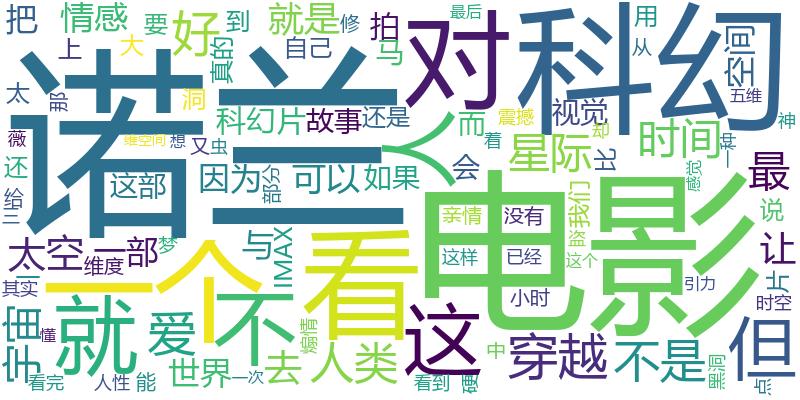 诺兰
电影
科幻
对
一个
看
这
就
不
但
人
好
把
情感
要
到
就是
修
拍
最后
用
从
空间
五维
上
大
真的
自己
马
太
那
洞
科幻片
故事
还是
而
震撼
视觉
却
神
薇
维空间
想
又
虫
着
星际
比
时间
一种
感觉
还
这部
因为
部分
可以
如果
会
最
给
三
亲情
没有
我们
说
点
太空
一部
梦
与
IMAX
这样
已经
盗
这个
让
片
维度
其实
小时
引力
时空
宇宙
懂
爱
煽情
穿越
不是
看完
人性
能
世界
一次
去
人类
看到
硬
中
黑洞
点